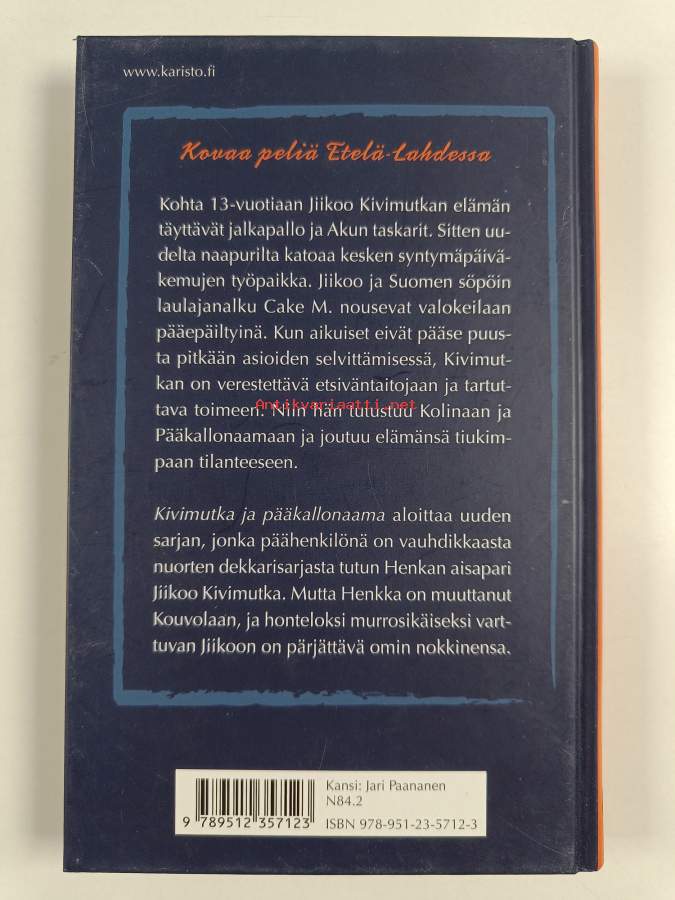 www.karisto.fi
Kovaa peliä Etelä-Lahdessa
Kohta 13-vuotiaan Jiikoo Kivimutkan elämän
täyttävät jalkapallo ja Akun taskarit. Sitten uu-
delta naapurilta katoaa kesken syntymäpäivä-
kemujen työpaikka. Jiikoo ja Suomen söpöin
laulajanalku Cake M. nousevat valokeilaan
pääepäiltyinä. Kun aikuiset eivät pääse puus-
ta pitkään asioiden selvittämisessä, Kivimut-
kan on verestettävä etsiväntaitojaan ja tartut-
tava toimeen. Niin hän tutustuu Kolinaan ja
Antikvariaatti.net
Pääkallonaamaan ja joutuu elämänsä tiukim-
paan tilanteeseen.
Kivimutka ja pääkallonaama aloittaa uuden
sarjan, jonka päähenkilönä on vauhdikkaasta
nuorten dekkarisarjasta tutun Henkan aisapari
Jiikoo Kivimutka. Mutta Henkka on muuttanut
Kouvolaan, ja honteloksi murrosikäiseksi vart-
tuvan Jiikoon on pärjättävä omin nokkinensa.
Kansi: Jari Paananen
N84.2
ISBN 978-951-23-5712-3
9 789512 357123